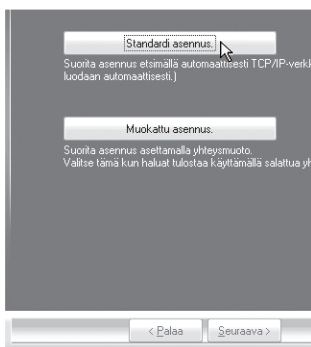 Standardi asennus.
Suorita asennus etsimällä automaattisesti TCP/IP-verkk
luodaan automaattisesti.)
Muokattu asennus.
Suorita asennus asettamalla yhteysmuoto.
Valitse tämä kun haluat tulostaa käyttämällä salattua yh
< Palaa
Seuraava >